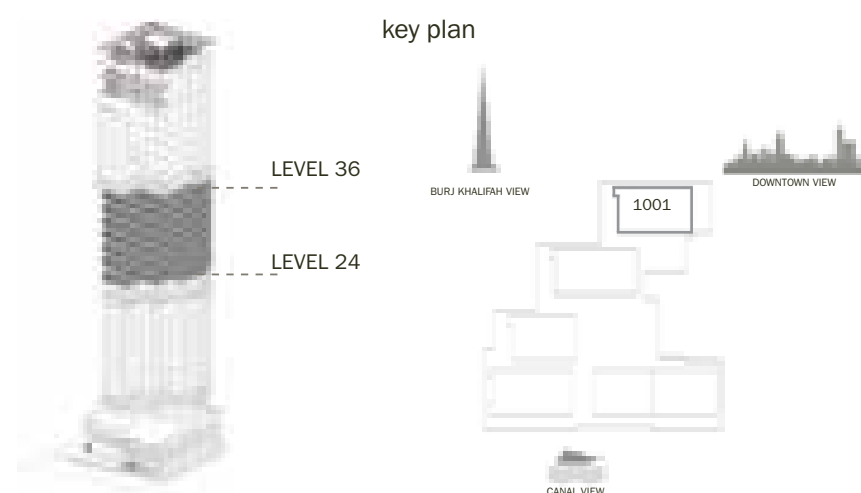 key plan
LEVEL 36
LEVEL 24
BURJ KHALIFAH VIEW
DOWNTOWN VIEW
1001
CANAL VIEW